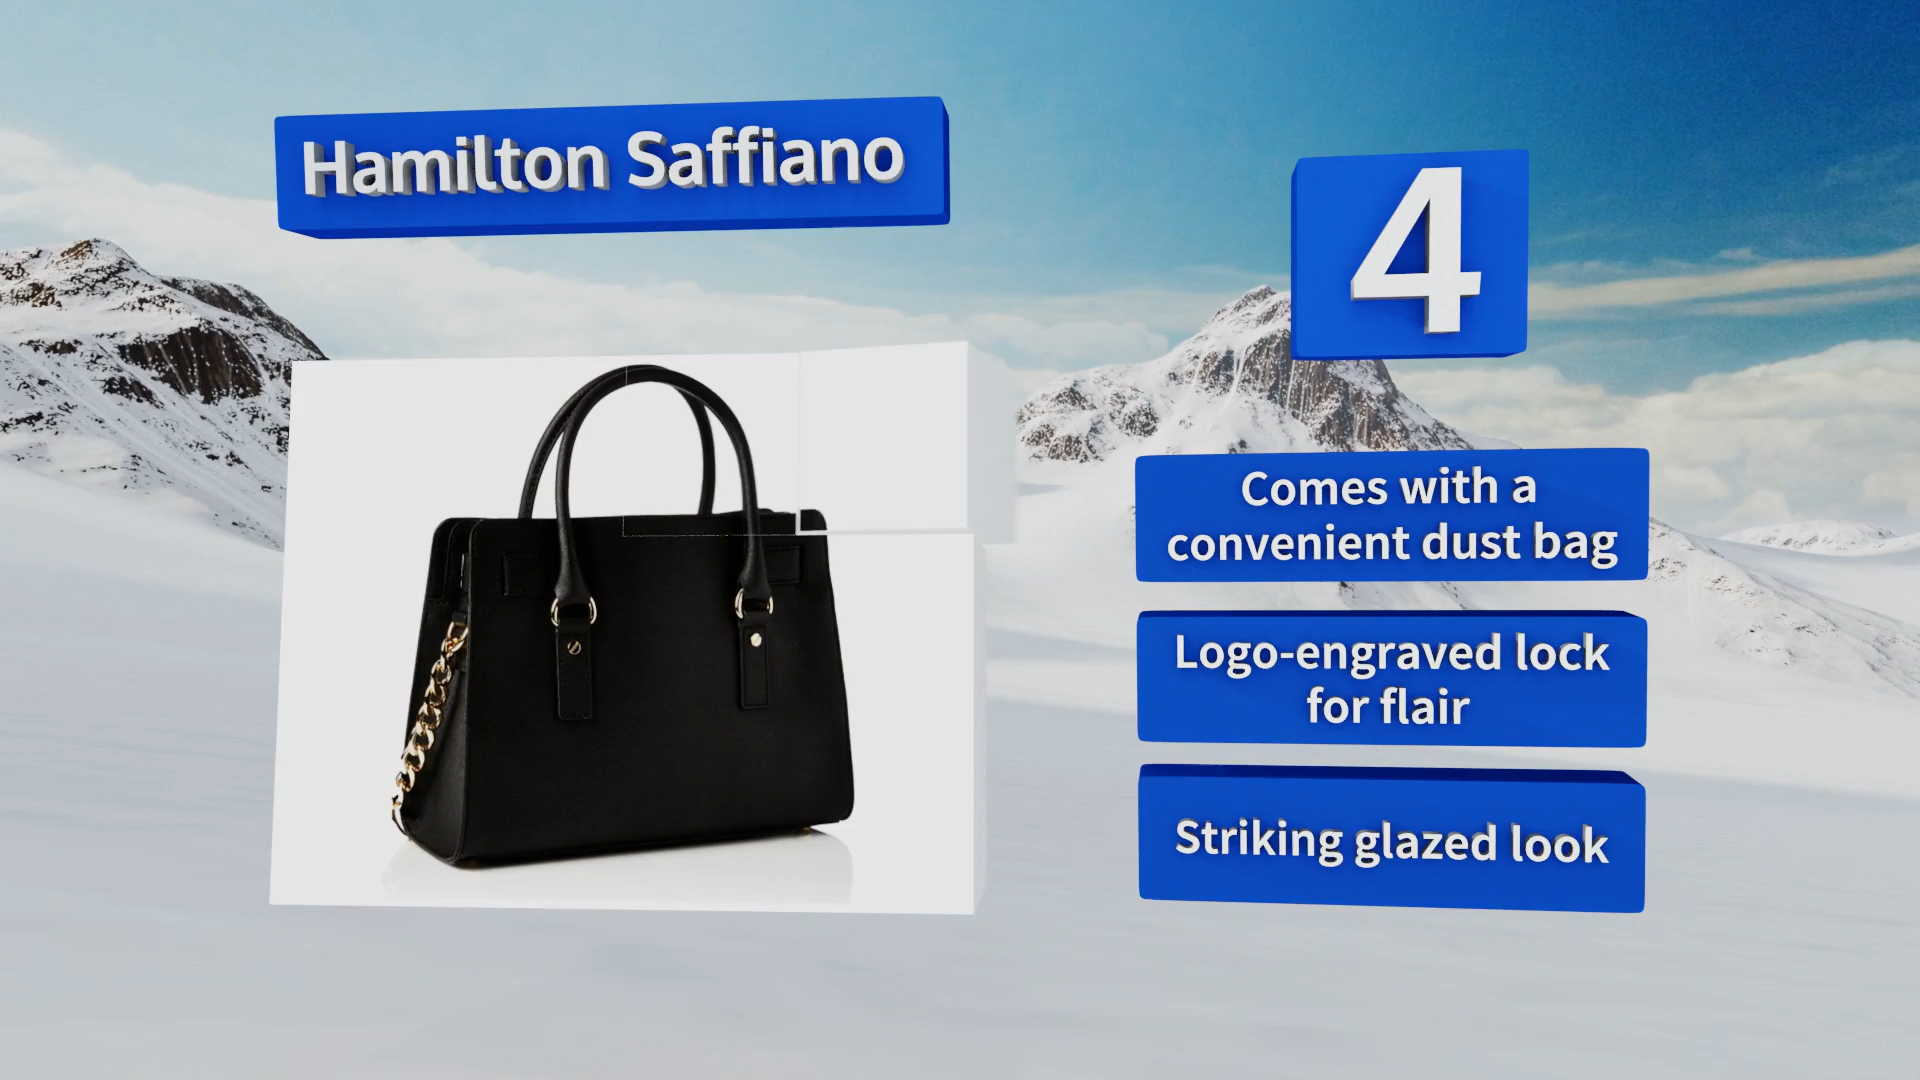 Hamilton Saffiano
4
Comes with a
convenient dust bag
Logo-engraved lock
for flair
Striking glazed look